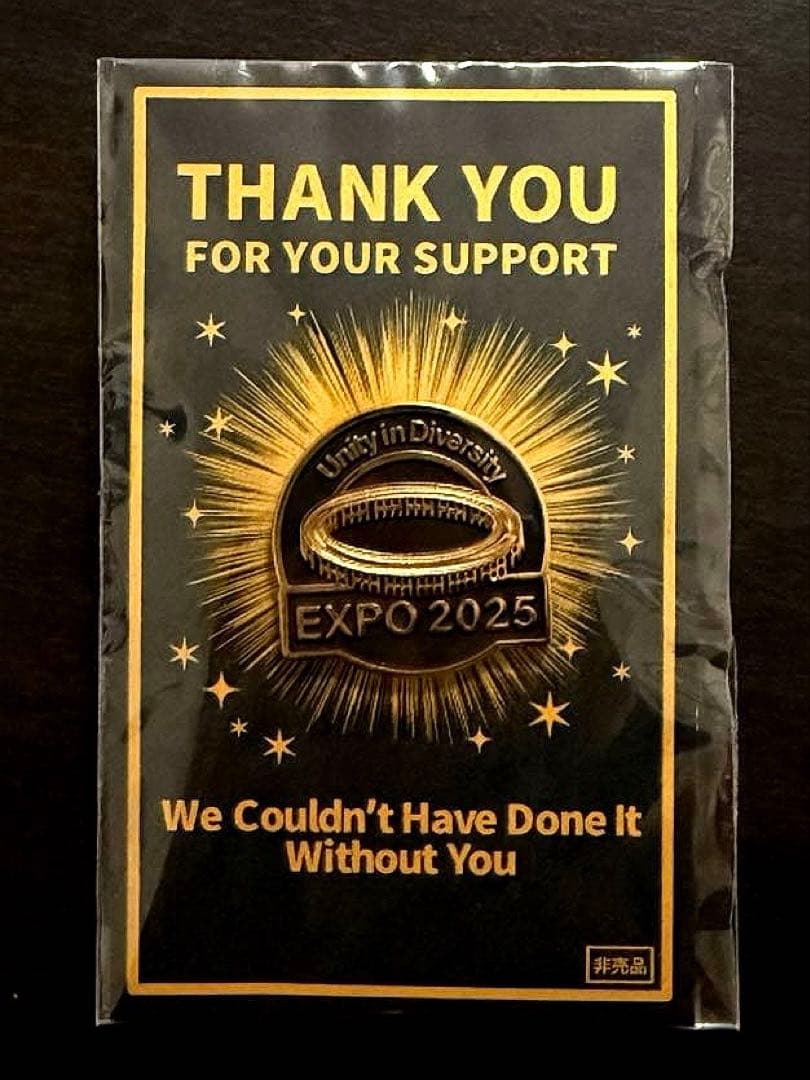 THANK YOU
FOR YOUR SUPPORT
Unity in Diversity
EXPO 2025
We Couldn't Have Done It
Without You
非売品